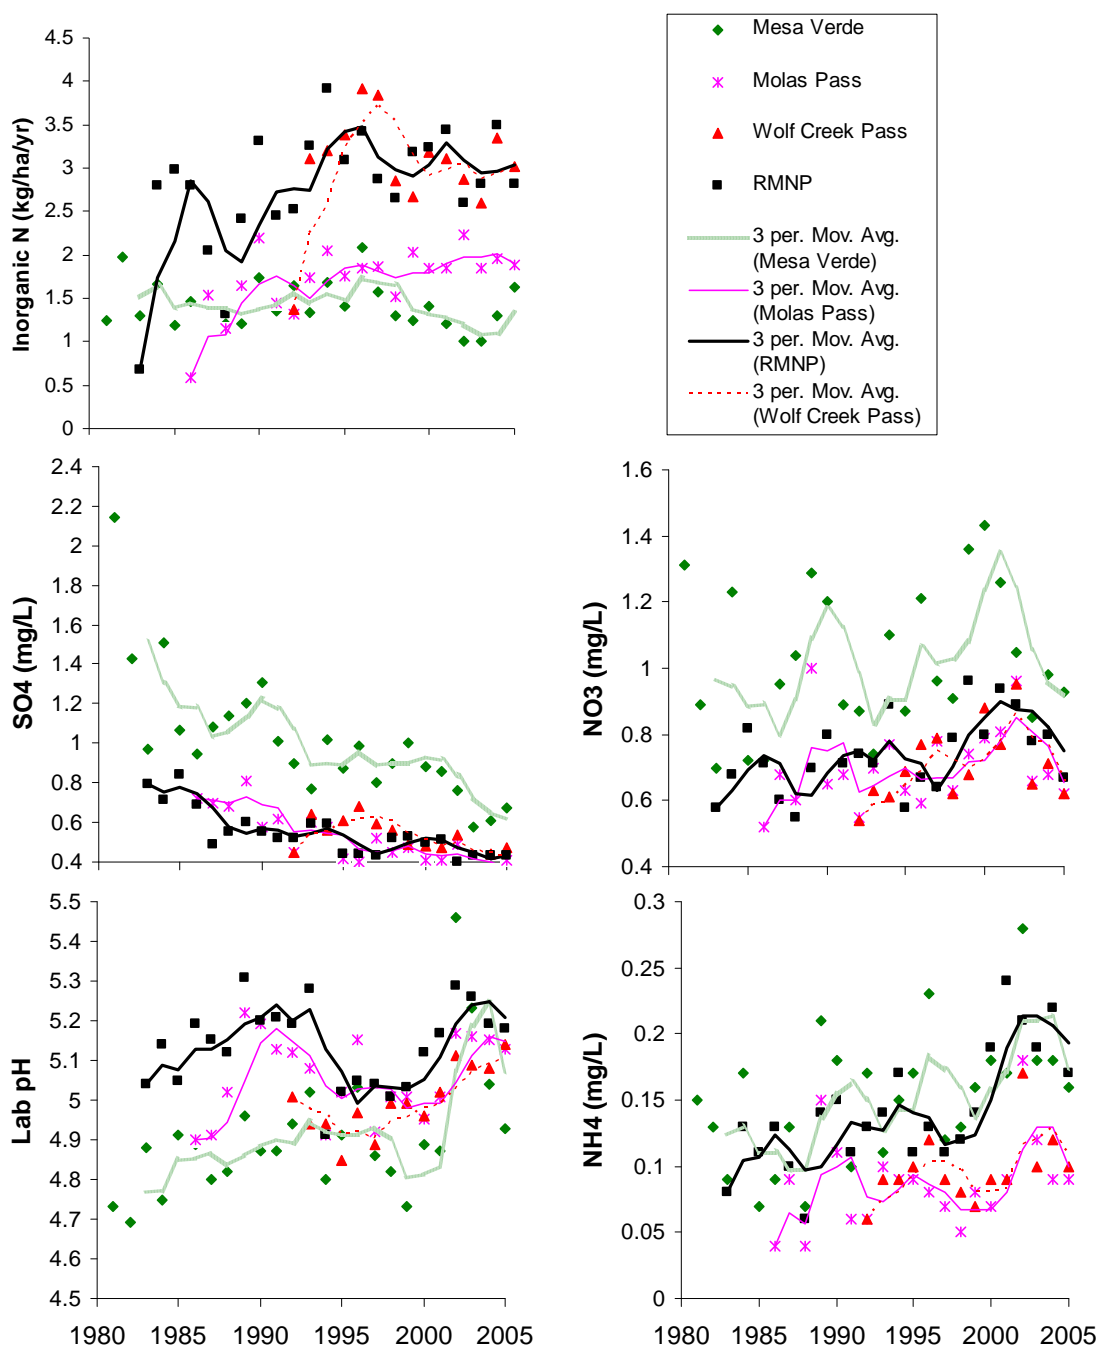 4.5
4
3.5
3
2.5
2
1.5
1
0.5
0
Inorganic N (kg/ha/yr)
Mesa Verde
Molas Pass
Wolf Creek Pass
RMNP
3 per. Mov. Avg.
(Mesa Verde)
3 per. Mov. Avg.
(Molas Pass)
3 per. Mov. Avg.
(RMNP)
3 per. Mov. Avg.
(Wolf Creek Pass)
2.4
2.2
2
1.8
1.6
1.4
1.2
1
0.8
0.6
0.4
SO4 (mg/L)
1.6
1.4
1.2
1
0.8
0.6
0.4
NO3 (mg/L)
5.5
5.4
5.3
5.2
5.1
5
4.9
4.8
4.7
4.6
4.5
Lab pH
1980 1985 1990 1995 2000 2005
0.3
0.25
0.2
0.15
0.1
0.05
0
NH4 (mg/L)
1980 1985 1990 1995 2000 2005